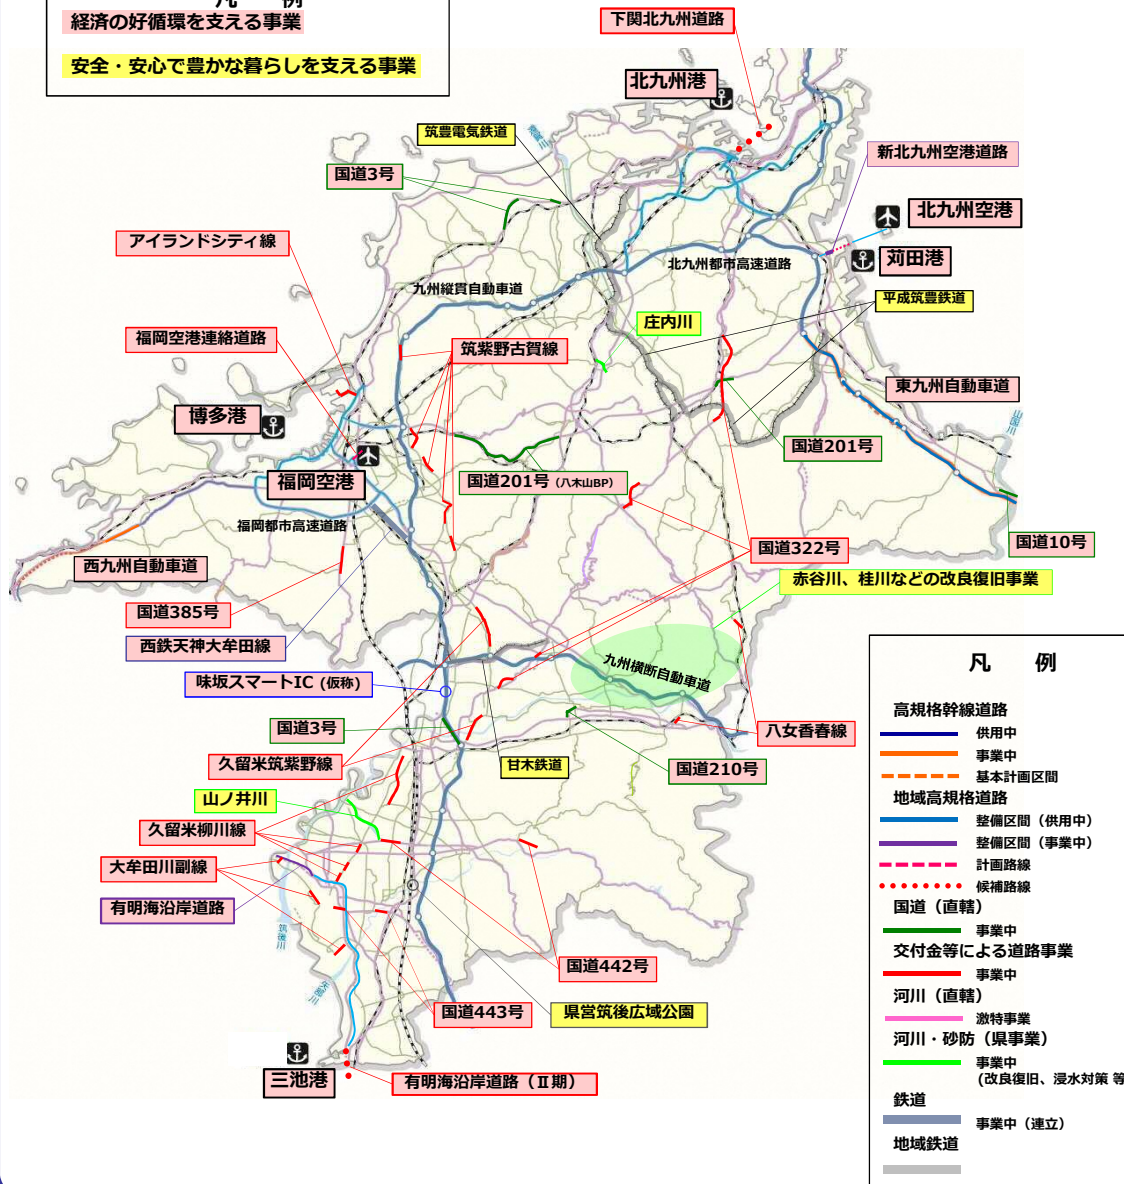 凡 例
経済の好循環を支える事業
安全・安心で豊かな暮らしを支える事業
下関北九州道路
北九州港
筑豊電気鉄道
新北九州空港道路
国道3号
北九州空港
アイランドシティ線
苅田港
北九州都市高速道路
九州縦貫自動車道
平成筑豊鉄道
庄内川
福岡空港連絡道路
筑紫野古賀線
東九州自動車道
博多港
山国川
国道201号
福岡空港
国道201号（八木山BP）
福岡都市高速道路
国道10号
国道322号
西九州自動車道
赤谷川、桂川などの改良復旧事業
国道385号
西鉄天神大牟田線
九州横断自動車道
味坂スマートIC (仮称)
国道3号
八女香春線
久留米筑紫野線
甘木鉄道
国道210号
山ノ井川
久留米柳川線
大牟田川副線
有明海沿岸道路
筑後川
国道442号
矢部川
国道443号
県営筑後広域公園
三池港
有明海沿岸道路（Ⅱ期）
凡 例
高規格幹線道路
供用中
事業中
基本計画区間
地域高規格道路
整備区間（供用中）
整備区間（事業中）
計画路線
候補路線
国道（直轄）
事業中
交付金等による道路事業
事業中
河川（直轄）
激特事業
河川・砂防（県事業）
事業中
(改良復旧、浸水対策 等
鉄道
事業中（連立）
地域鉄道